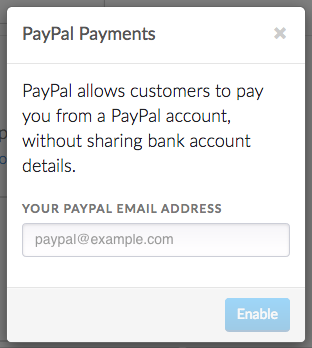 PayPal Payments ×
PayPal allows customers to pay
you from a PayPal account,
without sharing bank account
details.
YOUR PAYPAL EMAIL ADDRESS
paypal@example.com
Enable